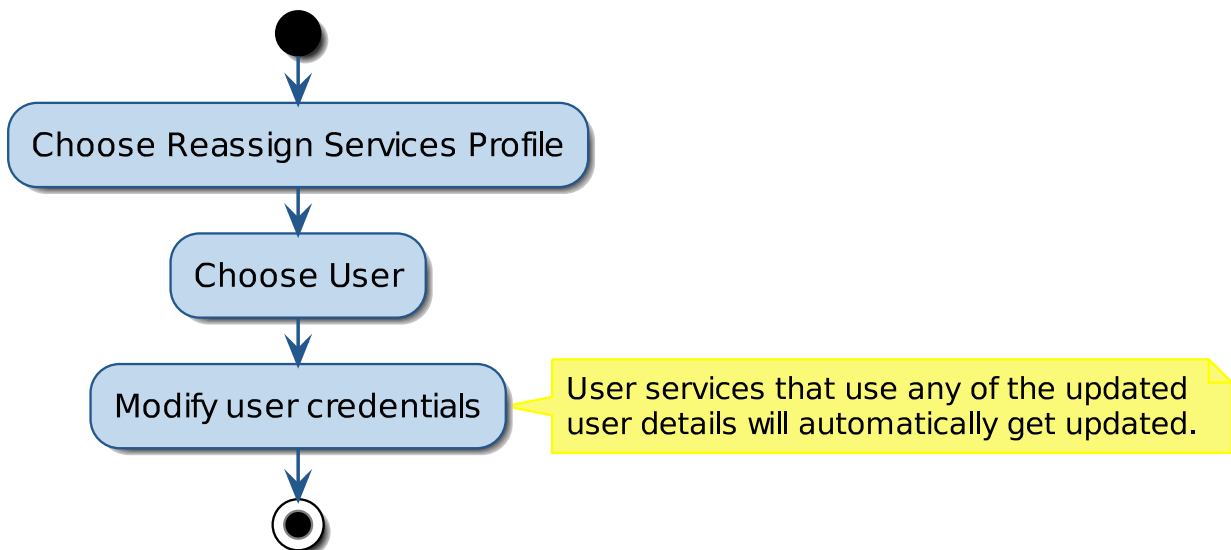 Choose Reassign Services Profile
Choose User
Modify user credentials
User services that use any of the updated
user details will automatically get updated.